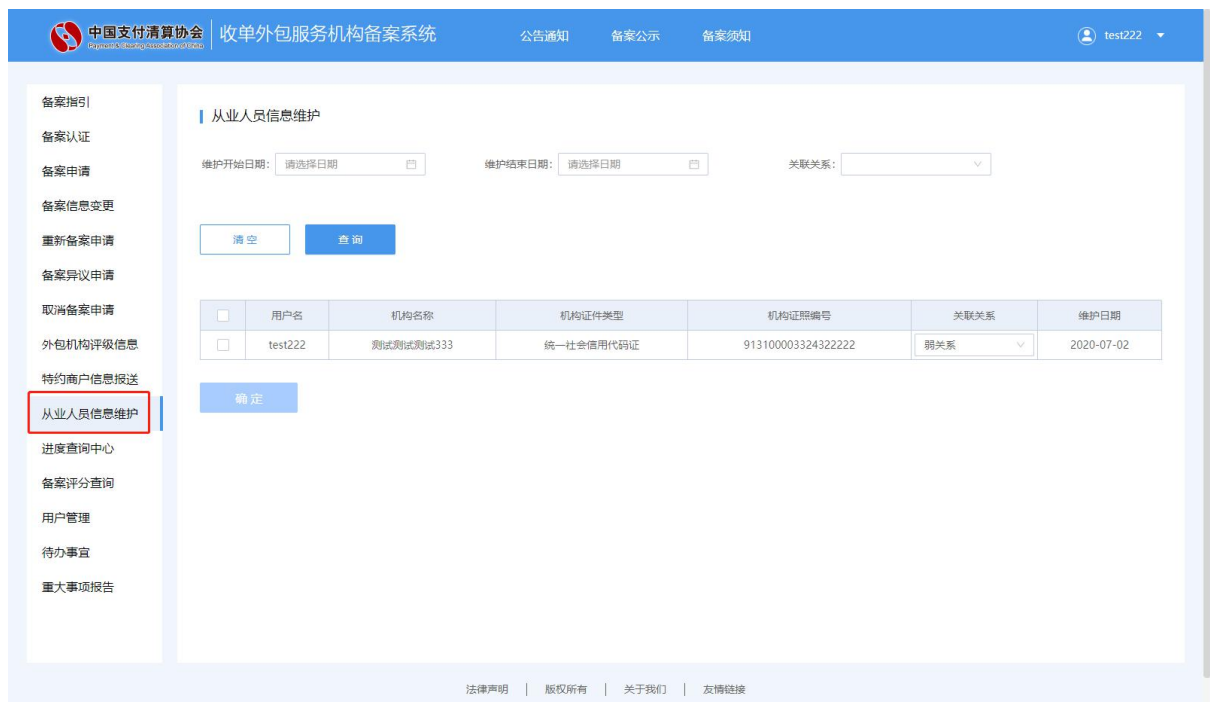 中国支付清算协会
Payment & Clearing Association of China
收单外包服务机构备案系统
公告通知 备案公示 备案须知 test222
备案指引
备案认证
备案申请
备案信息变更
重新备案申请
备案异议申请
取消备案申请
外包机构评级信息
特约商户信息报送
从业人员信息维护
进度查询中心
备案评分查询
用户管理
待办事宜
重大事项报告
从业人员信息维护
维护开始日期: 请选择日期 维护结束日期: 请选择日期 关联关系:
清 空 查 询
用户名 机构名称 机构证件类型 机构证照编号 关联关系 维护日期
test222 测试测试测试333 统一社会信用代码证 913100003324322222 弱关系 2020-07-02
确 定
法律声明 | 版权所有 | 关于我们 | 友情链接